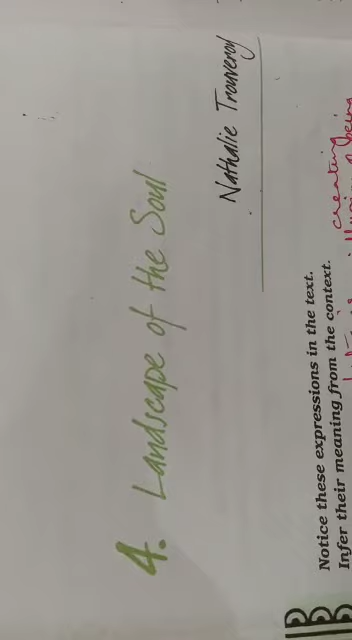 4. Landscape of the Soul
Nathalie Trouveroy
Notice these expressions in the text.
Infer their meaning from the context.
creating
being